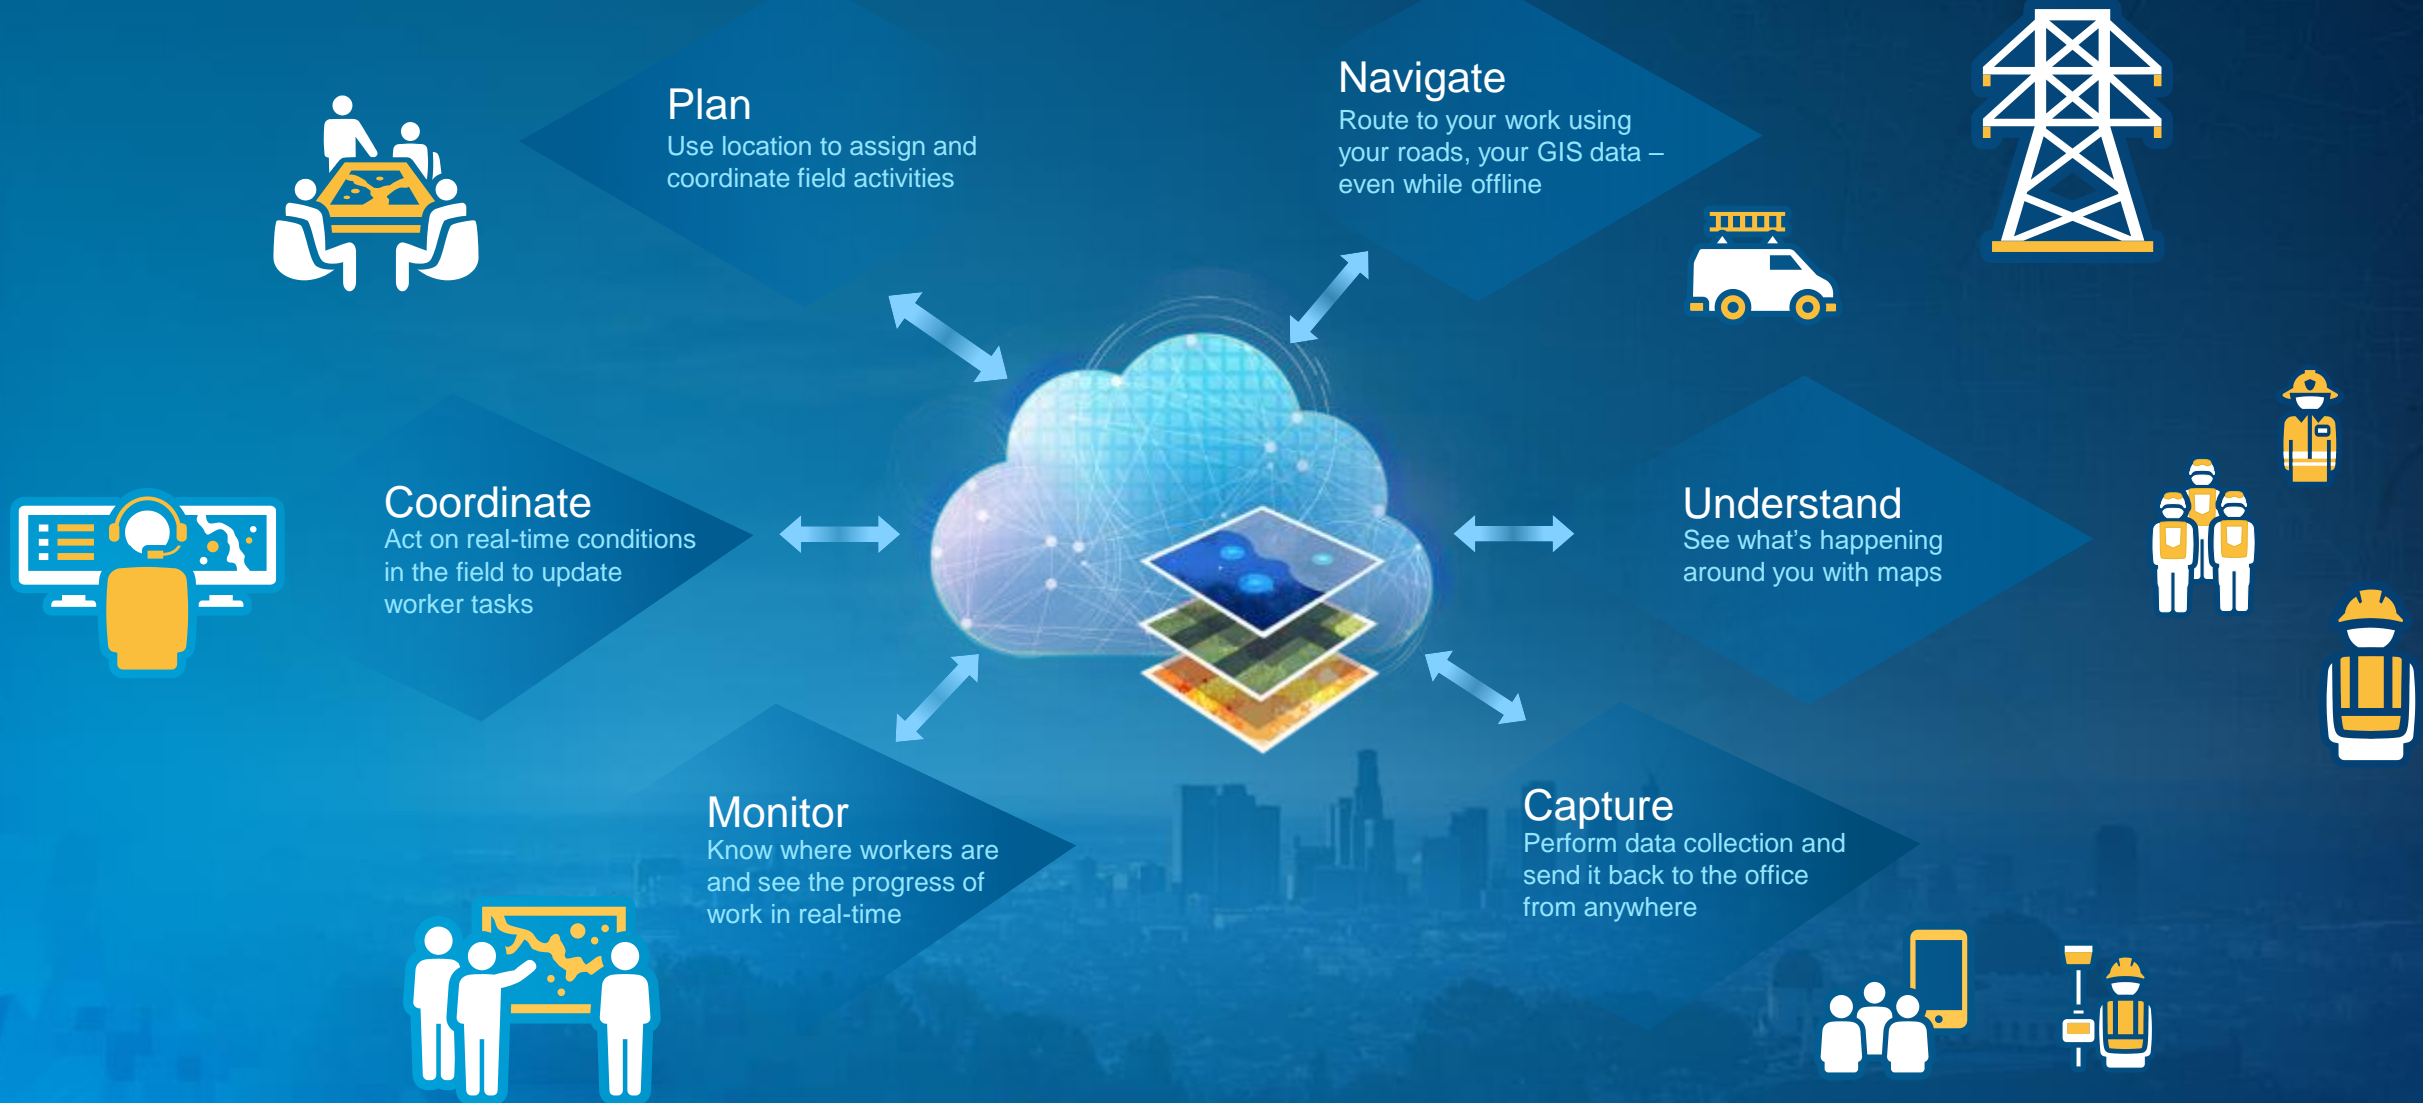 Plan
Use location to assign and
coordinate field activities
Navigate
Route to your work using
your roads, your GIS data –
even while offline
Coordinate
Act on real-time conditions
in the field to update
worker tasks
Understand
See what's happening
around you with maps
Monitor
Know where workers are
and see the progress of
work in real-time
Capture
Perform data collection and
send it back to the office
from anywhere